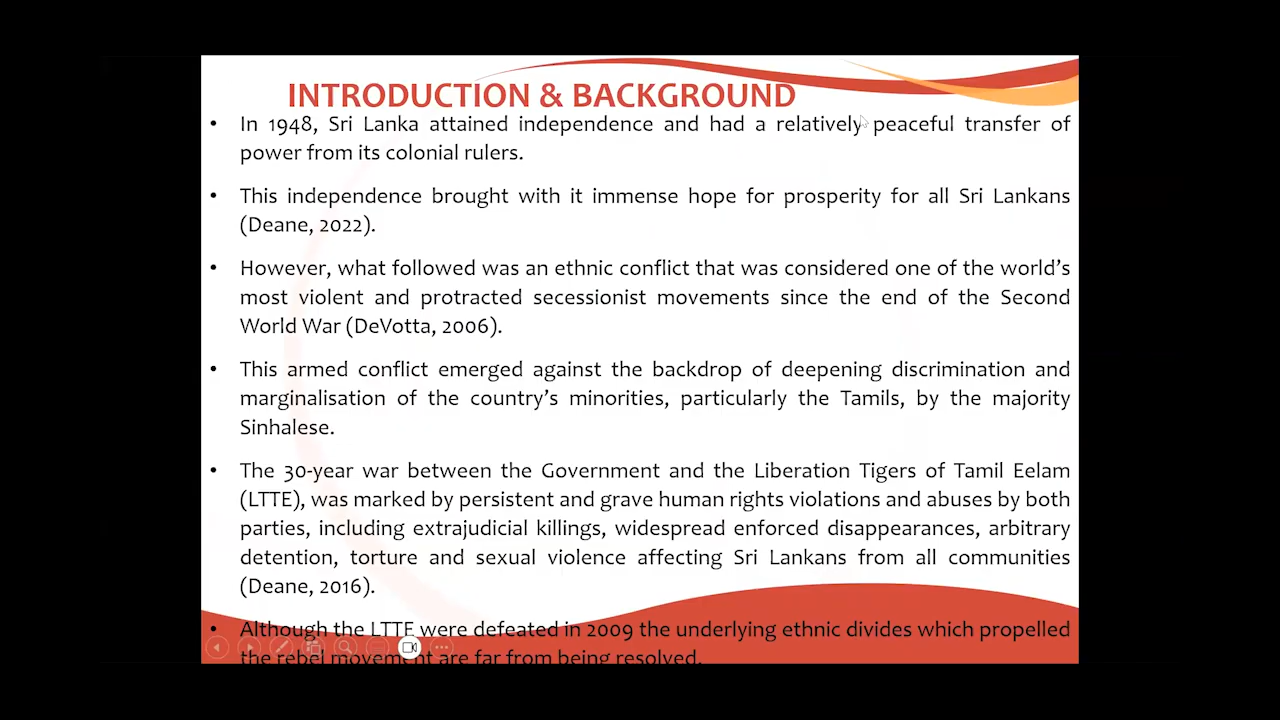 INTRODUCTION & BACKGROUND
• In 1948, Sri Lanka attained independence and had a relatively peaceful transfer of
power from its colonial rulers.
• This independence brought with it immense hope for prosperity for all Sri Lankans
(Deane, 2022).
• However, what followed was an ethnic conflict that was considered one of the world's
most violent and protracted secessionist movements since the end of the Second
World War (DeVotta, 2006).
• This armed conflict emerged against the backdrop of deepening discrimination and
marginalisation of the country's minorities, particularly the Tamils, by the majority
Sinhalese.
• The 30-year war between the Government and the Liberation Tigers of Tamil Eelam
(LTTE), was marked by persistent and grave human rights violations and abuses by both
parties, including extrajudicial killings, widespread enforced disappearances, arbitrary
detention, torture and sexual violence affecting Sri Lankans from all communities
(Deane, 2016).
• Although the LTTE were defeated in 2009 the underlying ethnic divides which propelled
the rebel movement are far from being resolved.